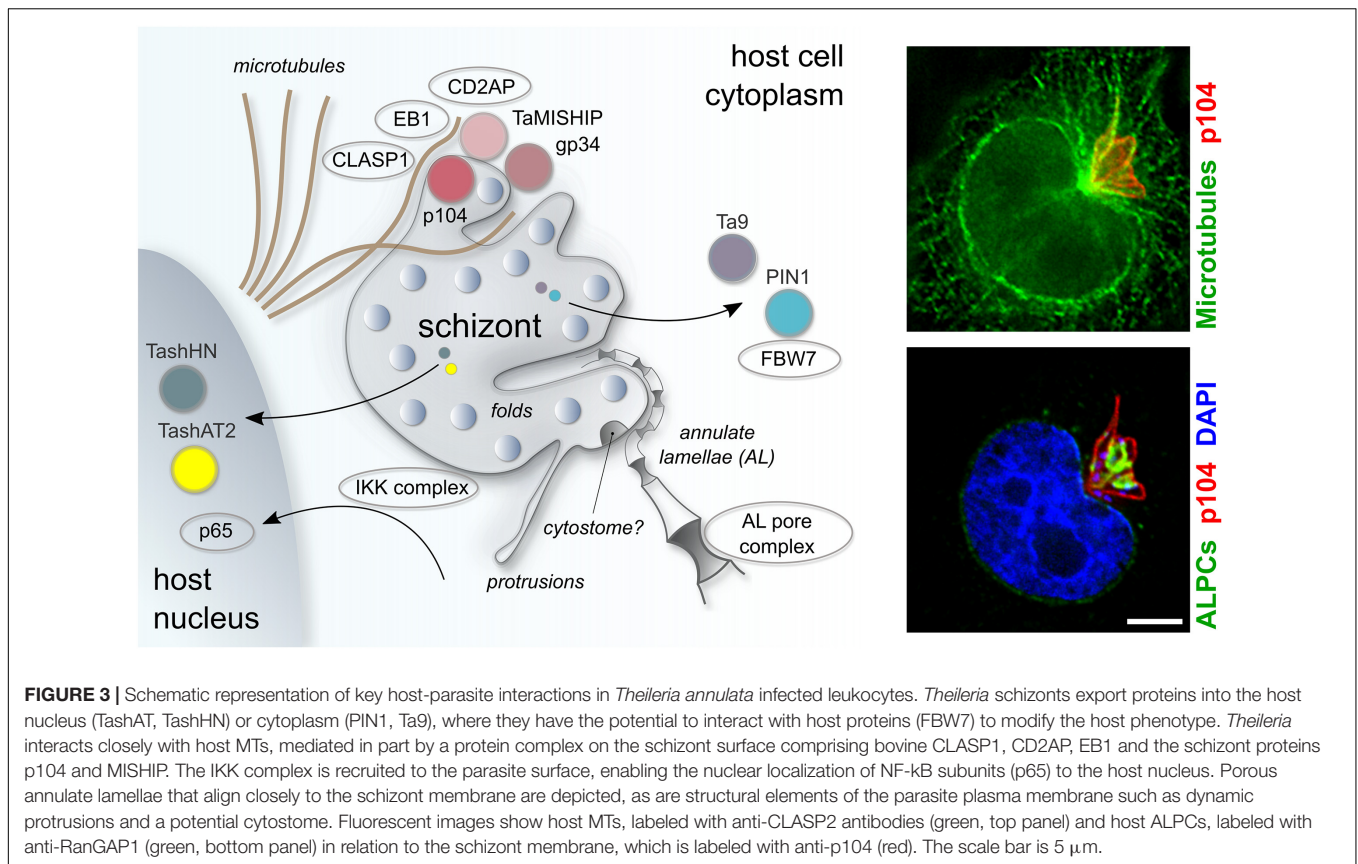 microtubules
CD2AP
EB1
CLASP1
TaMISHIP
gp34
p104
host cell
cytoplasm
Ta9
PIN1
FBW7
schizont
TashHN
TashAT2
p65
host
nucleus
IKK complex
folds
cytostome?
protrusions
annulate
lamellae (AL)
AL pore
complex
Microtubules p104
ALPCs p104 DAPI
FIGURE 3 | Schematic representation of key host-parasite interactions in Theileria annulata infected leukocytes. Theileria schizonts export proteins into the host
nucleus (TashAT, TashHN) or cytoplasm (PIN1, Ta9), where they have the potential to interact with host proteins (FBW7) to modify the host phenotype. Theileria
interacts closely with host MTs, mediated in part by a protein complex on the schizont surface comprising bovine CLASP1, CD2AP, EB1 and the schizont proteins
p104 and MISHIP. The IKK complex is recruited to the parasite surface, enabling the nuclear localization of NF-kB subunits (p65) to the host nucleus. Porous
annulate lamellae that align closely to the schizont membrane are depicted, as are structural elements of the parasite plasma membrane such as dynamic
protrusions and a potential cytostome. Fluorescent images show host MTs, labeled with anti-CLASP2 antibodies (green, top panel) and host ALPCs, labeled with
anti-RanGAP1 (green, bottom panel) in relation to the schizont membrane, which is labeled with anti-p104 (red). The scale bar is 5 μm.